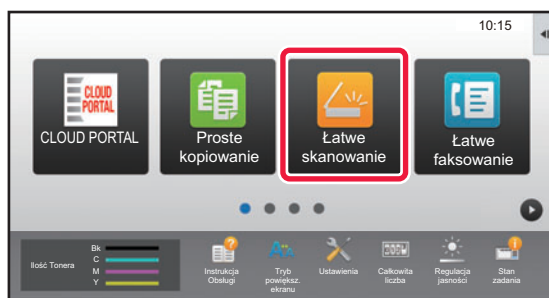 10:15
CLOUD
PORTAL
CLOUD PORTAL
Proste
kopiowanie
Łatwe
skanowanie
Łatwe
faksowanie
Ilość Tonera
Bk
C
M
Y
Instrukcja
Obsługi
Tryb
powiększ.
ekranu
Ustawienia
Całkowita
liczba
Regulacja
jasności
Stan
zadania